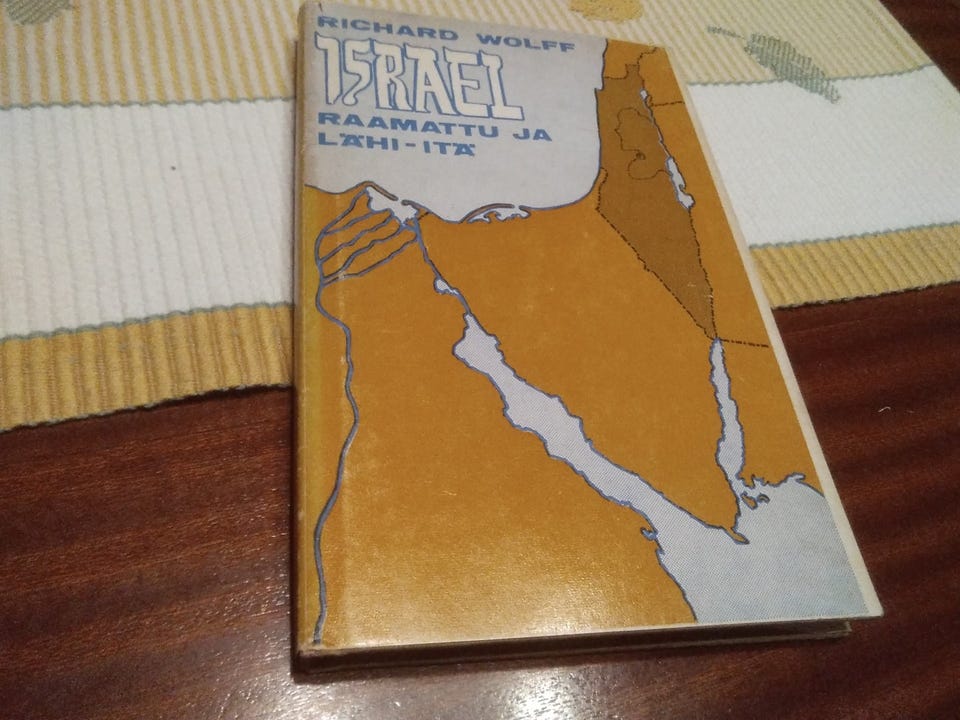 RICHARD WOLFF
ISRAEL
RAAMATTU JA
LÄHI-ITÄ